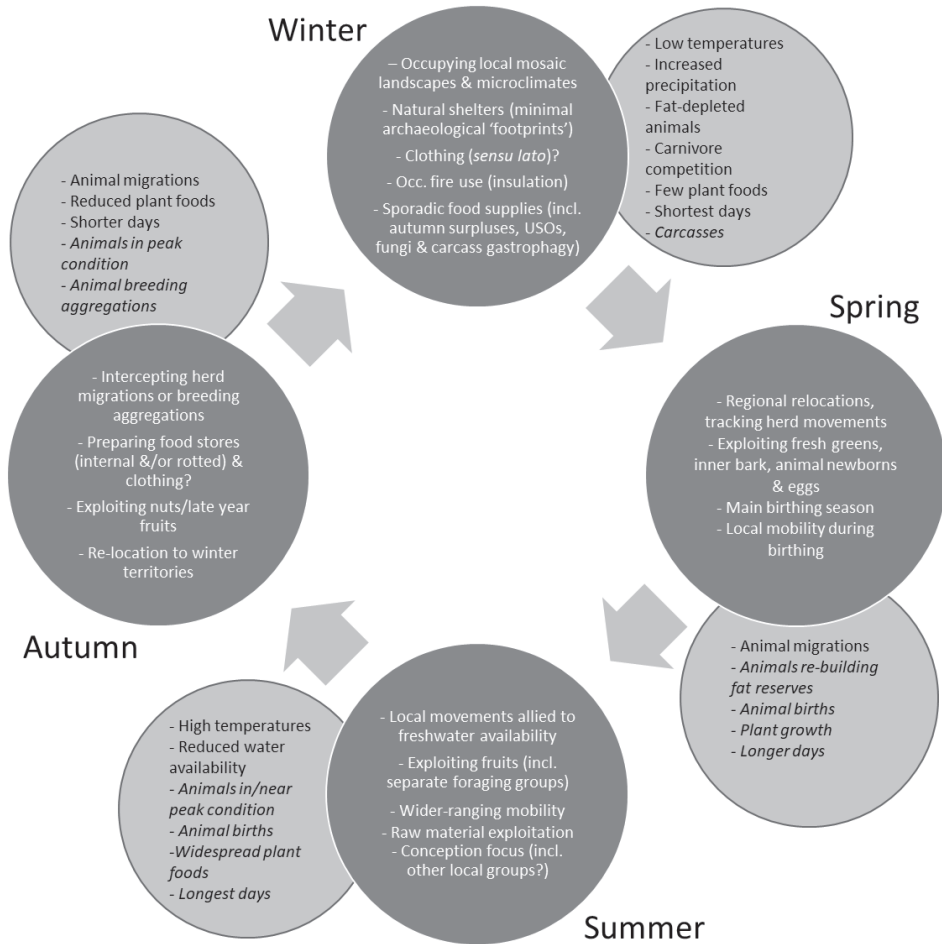 Winter
– Occupying local mosaic
landscapes & microclimates
- Natural shelters (minimal
archaeological ‘footprints’)
- Clothing (sensu lato)?
- Occ. fire use (insulation)
- Sporadic food supplies (incl.
autumn surpluses, USOs,
fungi & carcass gastrophagy)
- Low temperatures
- Increased
precipitation
- Fat-depleted
animals
- Carnivore
competition
- Few plant foods
- Shortest days
- Carcasses
Spring
- Regional relocations,
tracking herd movements
- Exploiting fresh greens,
inner bark, animal newborns
& eggs
- Main birthing season
- Local mobility during
birthing
- Animal migrations
- Animals re-building
fat reserves
- Animal births
- Plant growth
- Longer days
Summer
- Local movements allied to
freshwater availability
- Exploiting fruits (incl.
separate foraging groups)
- Wider-ranging mobility
- Raw material exploitation
- Conception focus (incl.
other local groups?)
- High temperatures
- Reduced water
availability
- Animals in/near
peak condition
- Animal births
-Widespread plant
foods
- Longest days
Autumn
- Intercepting herd
migrations or breeding
aggregations
- Preparing food stores
(internal &/or rotted) &
clothing?
- Exploiting nuts/late year
fruits
- Re-location to winter
territories
- Animal migrations
- Reduced plant foods
- Shorter days
- Animals in peak
condition
- Animal breeding
aggregations